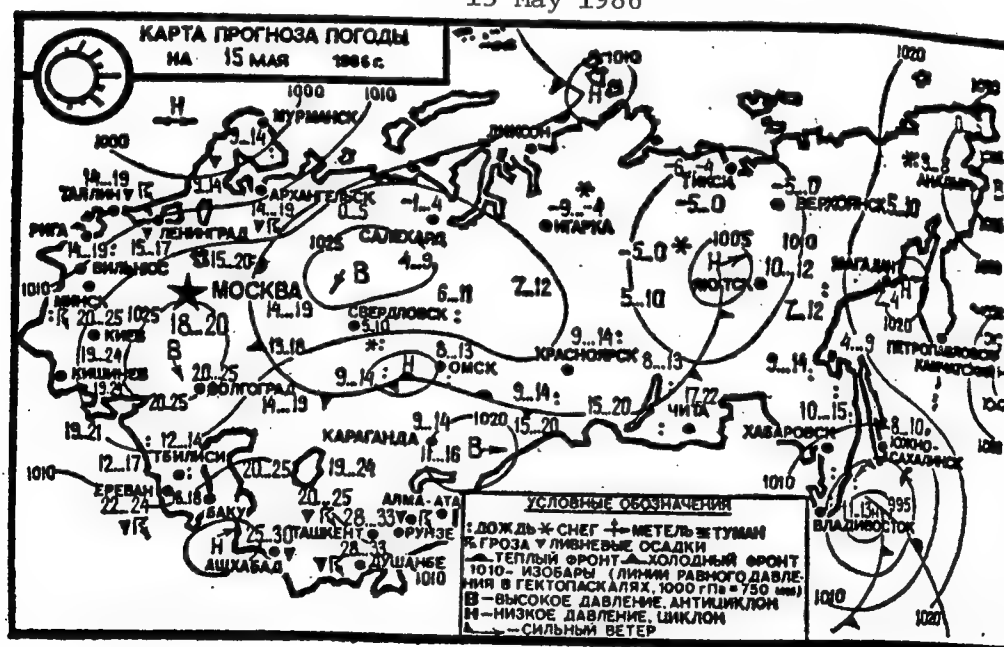 15 May 1986
КАРТА ПРОГНОЗА ПОГОДЫ
НА 15 МАЯ 1986 г.
1010
1020
Н
1000
1010
Н
МУРМАНСК
9...14
ДИКСОН
1000
14...19
ТАЛЛИН
9...14
АРХАНГЕЛЬСК
-1...4
-6...-4
ТИКСИ
-5...0
АНАДЫРЬ
14...19
0...5
-9...-4
-5...0
ВЕРХОЯНСК
5...10
РИГА
ЛЕНИНГРАД
ИГАРКА
14...19
15...17
1025
САЛЕХАРД
1005
1010
ВИЛЬНЮС
15...20
4...9
-5...0
Н
10...12
МАГАДАН
1010
МИНСК
МОСКВА
В
6...11
7...12
5...10
ЯКУТСК
7...12
Н
1025
14...19
СВЕРДЛОВСК
1020
20...25
КИЕВ
18...20
5...10
9...14
4...9
ПЕТРОПАВЛОВСК
КАМЧАТСКИЙ
19...24
В
13...18
8...13
КРАСНОЯРСК
8...13
9...14
КИШИНЕВ
Н
ОМСК
19...24
20...25
ВОЛГОГРАД
9...14
9...14
17...22
20...25
14...19
15...20
ЧИТА
10...15
8...10
19...21
9...14
1020
15...20
ХАБАРОВСК
ЮЖНО-
САХАЛИНСК
12...14
КАРАГАНДА
11...16
В
ТБИЛИСИ
12...17
20...25
19...24
1010
1010
ЕРЕВАН
20...25
АЛМА-АТА
995
22...24
БАКУ
28...33
ВЛАДИВОСТОК
25...30
ТАШКЕНТ
ФРУНЗЕ
Н
28...33
АШХАБАД
ДУШАНБЕ
1010
1010
1020
УСЛОВНЫЕ ОБОЗНАЧЕНИЯ
ДОЖДЬ СНЕГ МЕТЕЛЬ ТУМАН
ГРОЗА ЛИВНЕВЫЕ ОСАДКИ
ТЕПЛЫЙ ФРОНТ ХОЛОДНЫЙ ФРОНТ
1010- ИЗОБАРЫ (ЛИНИИ РАВНОГО ДАВЛЕ-
НИЯ В ГЕКТОПАСКАЛЯХ, 1000 гПа = 750 мм)
В-ВЫСОКОЕ ДАВЛЕНИЕ, АНТИЦИКЛОН
Н-НИЗКОЕ ДАВЛЕНИЕ, ЦИКЛОН
-СИЛЬНЫЙ ВЕТЕР